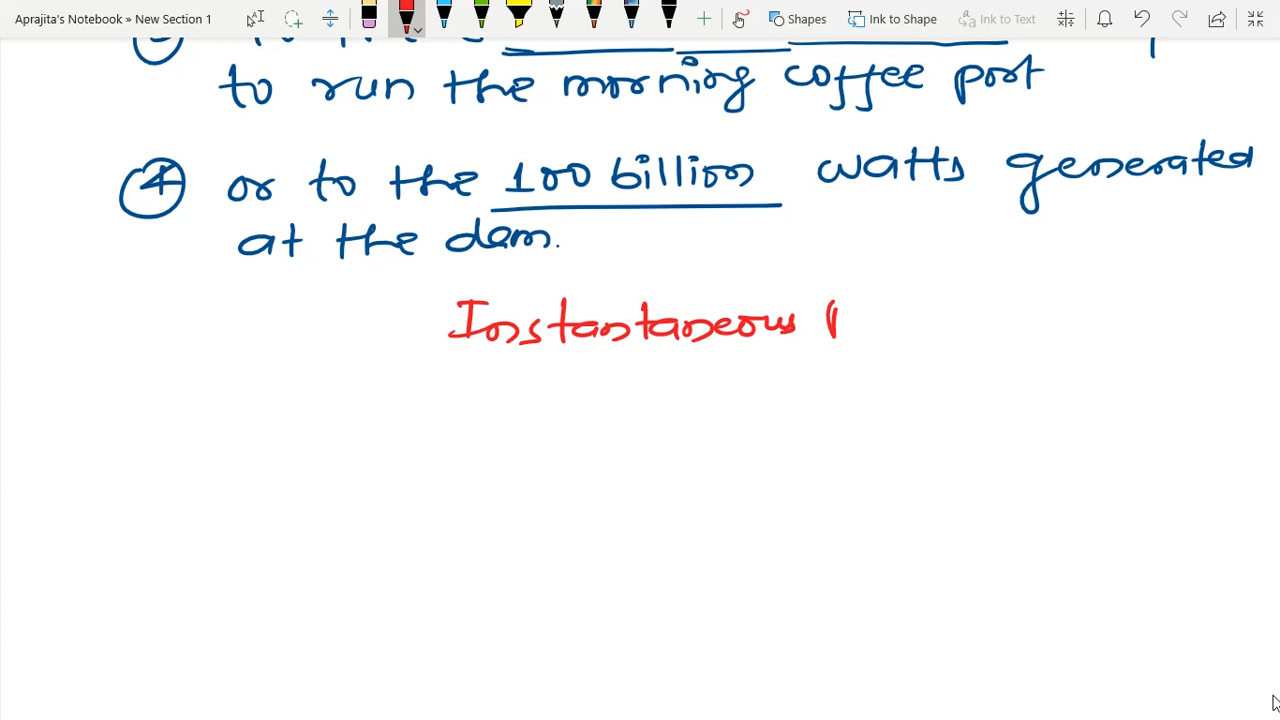 Aprajita's Notebook » New Section 1
Shapes
Ink to Shape
Ink to Text
to run the morning coffee port
④ or to the 100 billion watts generated
at the dam.
Instantaneous